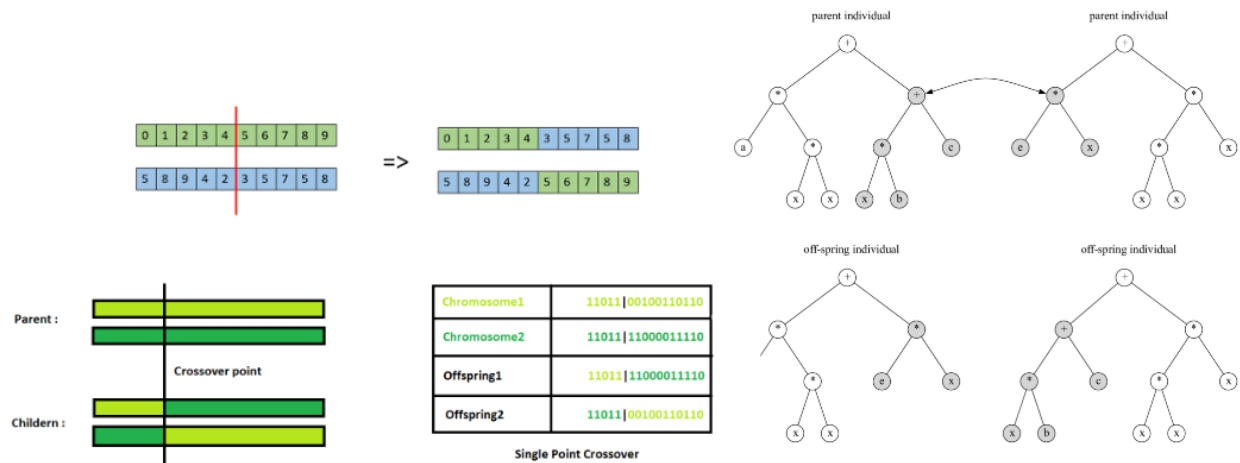 parent individual
parent individual
+
+
* + * *
a * * c e x * x
x x x b x x
0 1 2 3 4 5 6 7 8 9
5 8 9 4 2 3 5 7 5 8
=>
0 1 2 3 4 3 5 7 5 8
5 8 9 4 2 5 6 7 8 9
Parent :
Crossover point
Childern :
Chromosome1 11011|00100110110
Chromosome2 11011|11000011110
Offspring1 11011|11000011110
Offspring2 11011|00100110110
Single Point Crossover
off-spring individual
off-spring individual
+
+
* * + *
* e x * c * x
x x x b x x